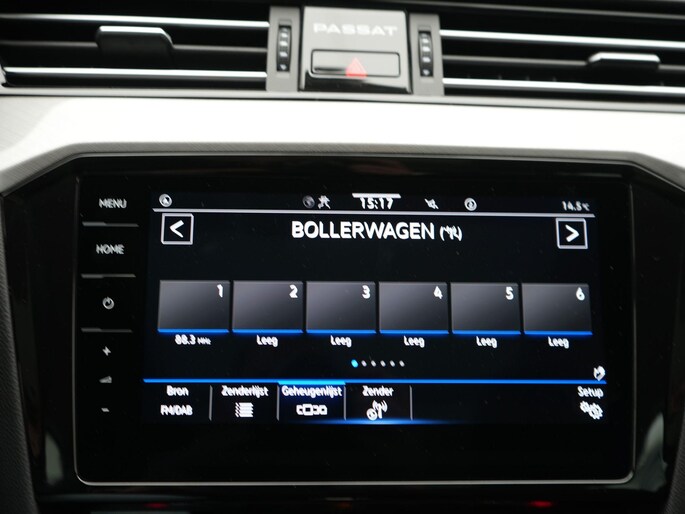 PASSAT
MENU
15:17
14.5°C
HOME
BOLLERWAGEN
1 2 3 4 5 6
88.3 MHz Leeg Leeg Leeg Leeg Leeg
+
-
Bron Zenderlijst Geheugenlijst Zender Setup
FM/DAB